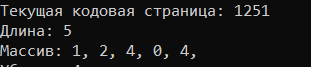 Текущая кодовая страница: 1251
Длина: 5
Массив: 1, 2, 4, 0, 4,